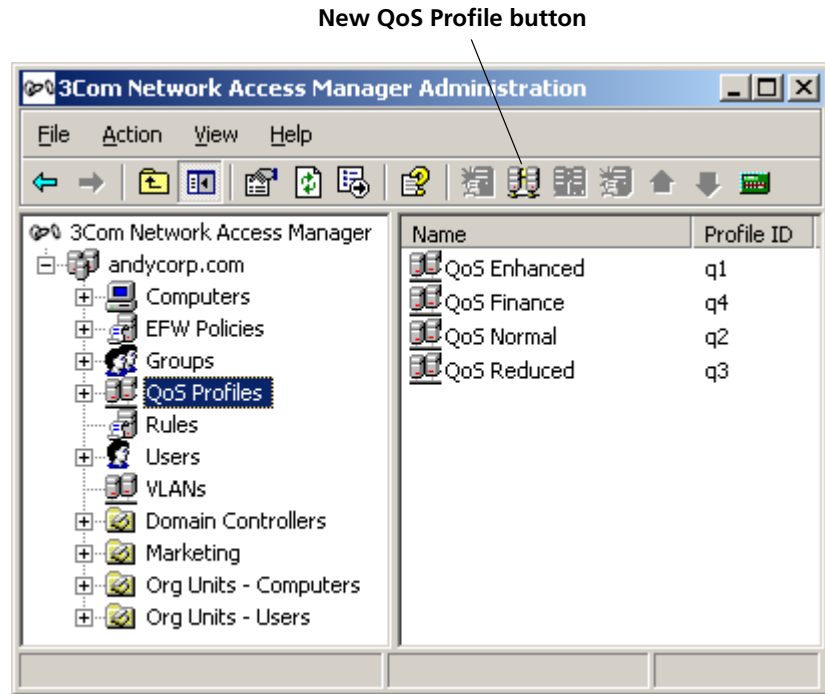 New QoS Profile button
3Com Network Access Manager Administration
File Action View Help
3Com Network Access Manager
andycorp.com
Computers
EFW Policies
Groups
QoS Profiles
Rules
Users
VLANs
Domain Controllers
Marketing
Org Units - Computers
Org Units - Users
Name Profile ID
QoS Enhanced q1
QoS Finance q4
QoS Normal q2
QoS Reduced q3